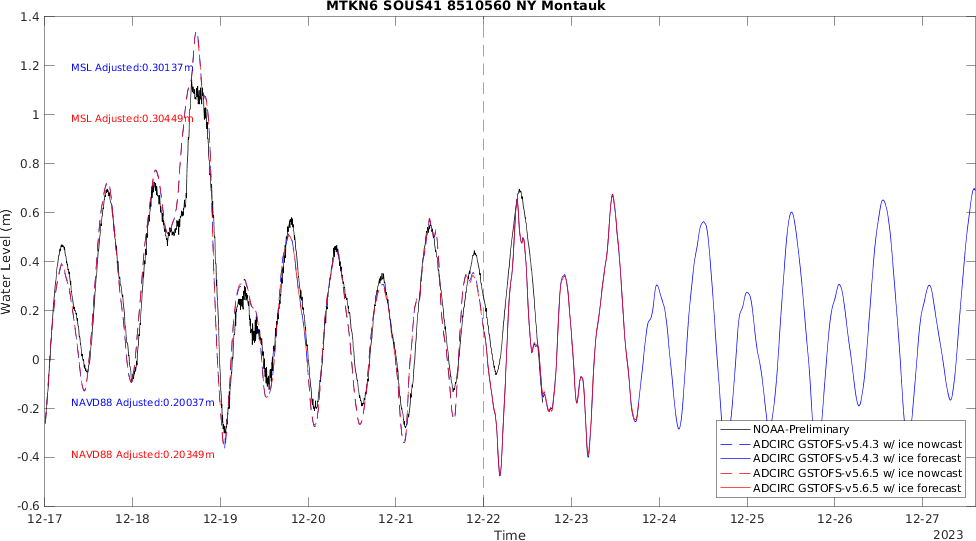 MTKN6 SOUS41 8510560 NY Montauk
1.4
1.2
1
0.8
0.6
0.4
0.2
0
-0.2
-0.4
-0.6
Water Level (m)
MSL Adjusted:0.30137m
MSL Adjusted:0.30449m
NAVD88 Adjusted:0.20037m
NAVD88 Adjusted:0.20349m
NOAA-Preliminary
ADCIRC GSTOFS-v5.4.3 w/ ice nowcast
ADCIRC GSTOFS-v5.4.3 w/ ice forecast
ADCIRC GSTOFS-v5.6.5 w/ ice nowcast
ADCIRC GSTOFS-v5.6.5 w/ ice forecast
12-17 12-18 12-19 12-20 12-21 12-22 12-23 12-24 12-25 12-26 12-27
Time
2023